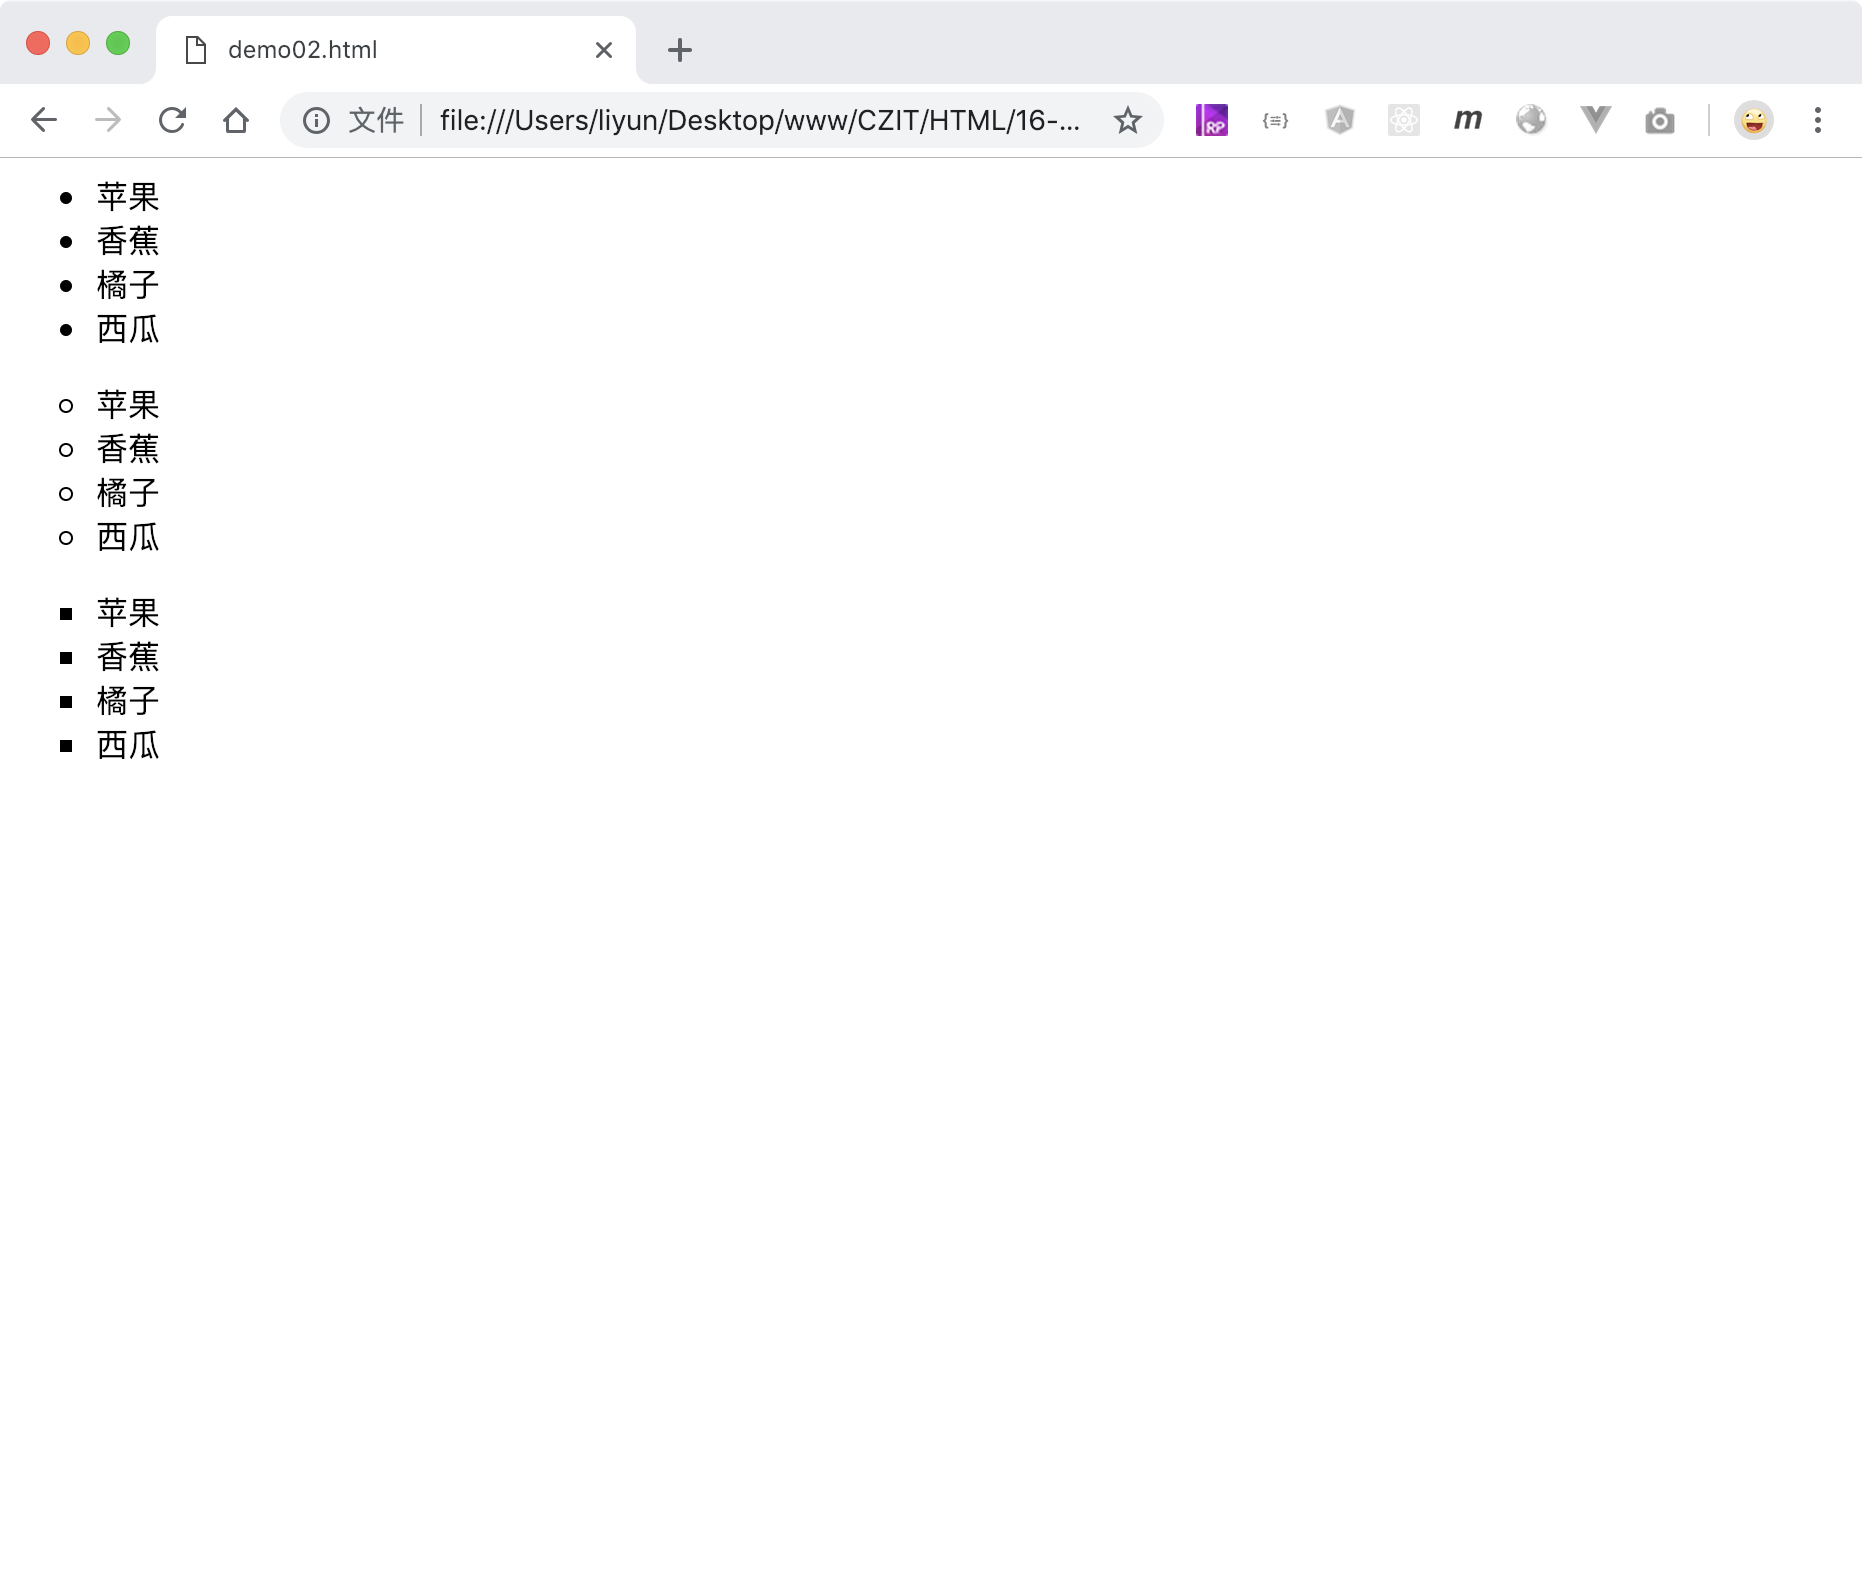 demo02.html
文件 file:///Users/liyun/Desktop/www/CZIT/HTML/16-...
RP
m
苹果
香蕉
橘子
西瓜
苹果
香蕉
橘子
西瓜
苹果
香蕉
橘子
西瓜